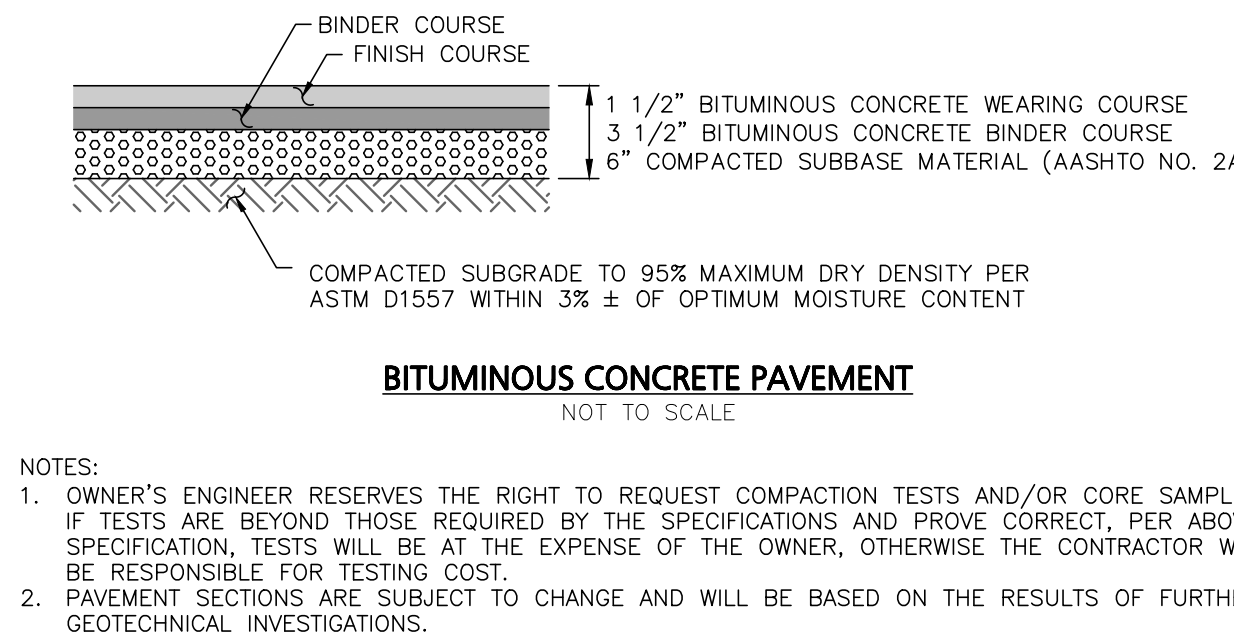 BINDER COURSE
FINISH COURSE
1 1/2” BITUMINOUS CONCRETE WEARING COURSE
3 1/2” BITUMINOUS CONCRETE BINDER COURSE
6” COMPACTED SUBBASE MATERIAL (AASHTO NO. 2A
COMPACTED SUBGRADE TO 95% MAXIMUM DRY DENSITY PER
ASTM D1557 WITHIN 3% ± OF OPTIMUM MOISTURE CONTENT
BITUMINOUS CONCRETE PAVEMENT
NOT TO SCALE
NOTES:
1. OWNER’S ENGINEER RESERVES THE RIGHT TO REQUEST COMPACTION TESTS AND/OR CORE
IF TESTS ARE BEYOND THOSE REQUIRED BY THE SPECIFICATIONS AND PROVE CORRECT, PER
SPECIFICATION, TESTS WILL BE AT THE EXPENSE OF THE OWNER, OTHERWISE THE CONTRACTOR
BE RESPONSIBLE FOR TESTING COST.
2. PAVEMENT SECTIONS ARE SUBJECT TO CHANGE AND WILL BE BASED ON THE RESULTS OF
GEOTECHNICAL INVESTIGATIONS.